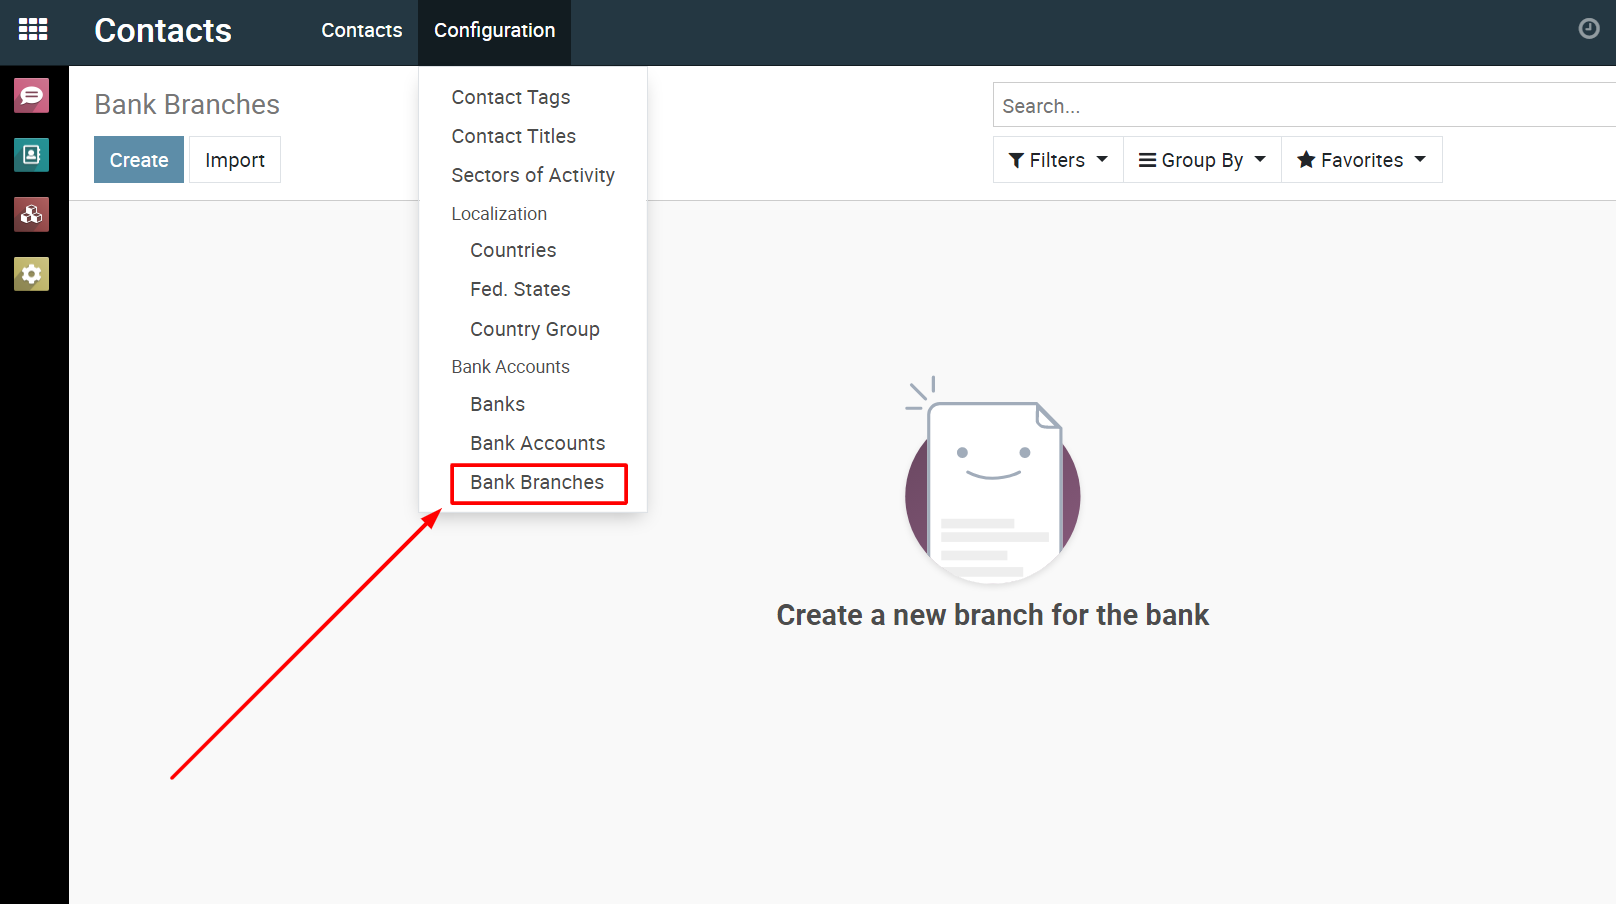 Contacts
Contacts
Configuration
Bank Branches
Create
Import
Search...
Filters
Group By
Favorites
Contact Tags
Contact Titles
Sectors of Activity
Localization
Countries
Fed. States
Country Group
Bank Accounts
Banks
Bank Accounts
Bank Branches
Create a new branch for the bank